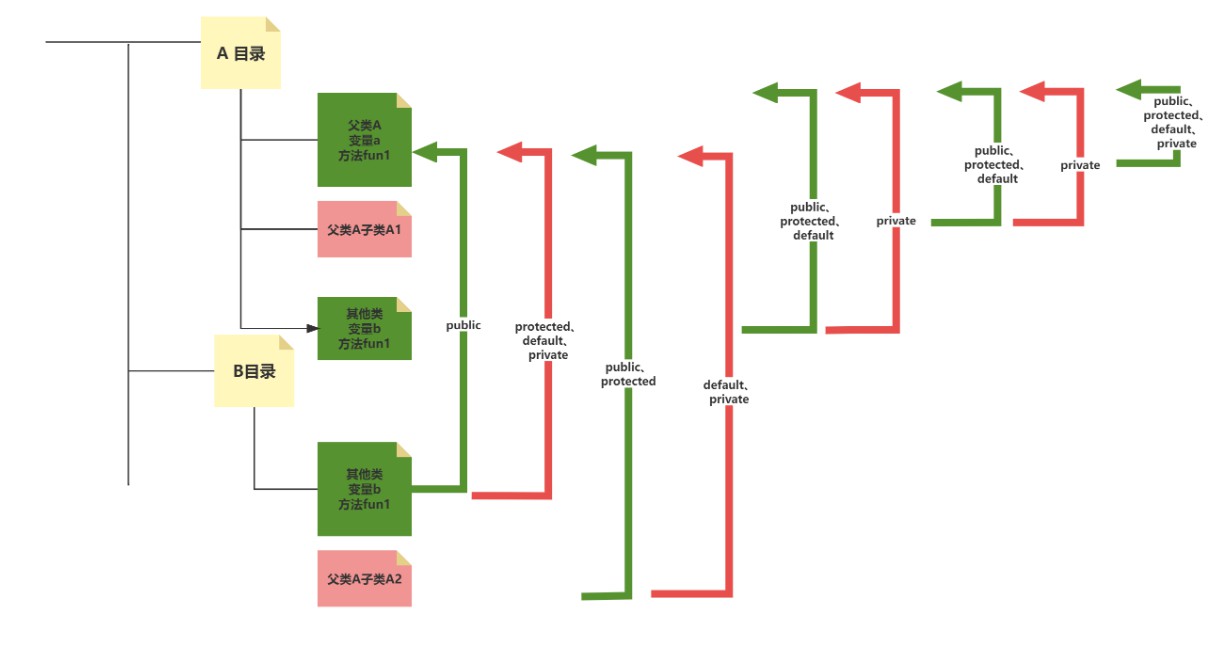 A 目录
父类A
变量a
方法fun1
父类A子类A1
其他类
变量b
方法fun1
B目录
其他类
变量b
方法fun1
父类A子类A2
public
protected、
default、
private
public、
protected
default、
private
public、
protected、
default
private
public、
protected、
default
private
public、
protected、
default、
private